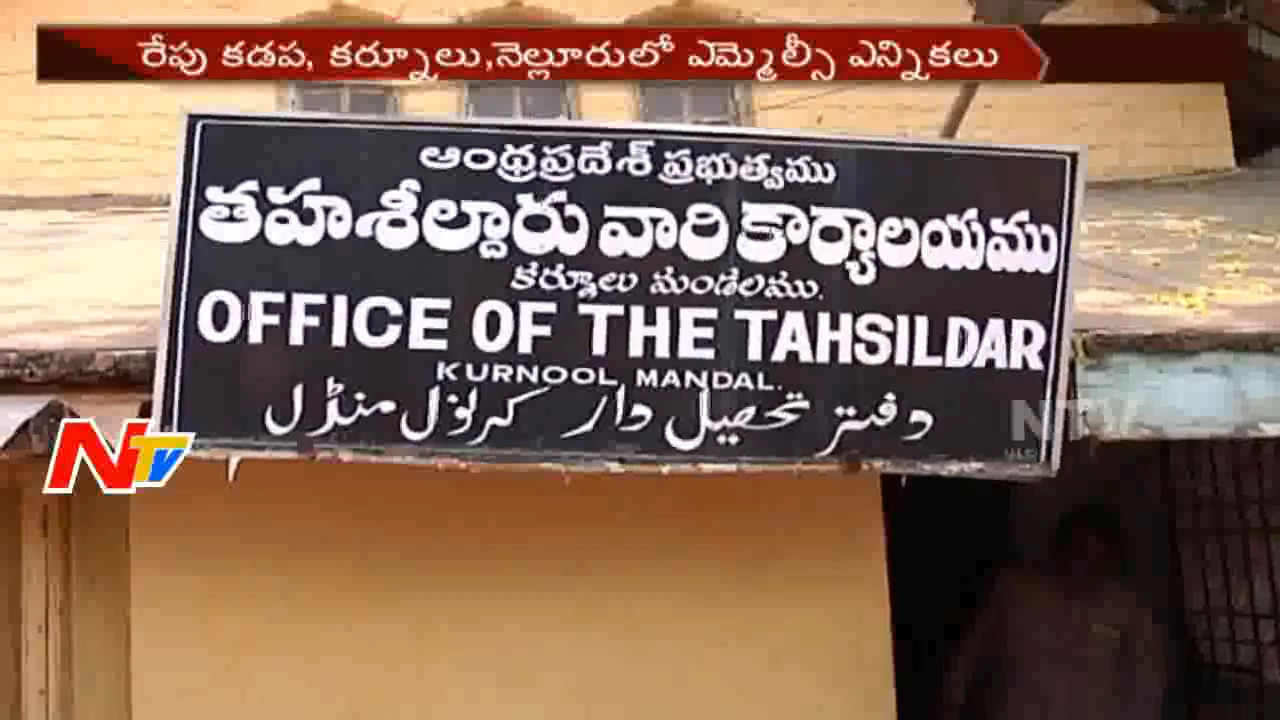 రేపు కడప, కర్నూలు,నెల్లూరులో ఎమ్మెల్సీ ఎన్నికలు
ఆంధ్రప్రదేశ్ ప్రభుత్వము
తహశీల్దారు వారి కార్యాలయము
కర్నూలు మండలము.
OFFICE OF THE TAHSILDAR
KURNOOL MANDAL.
دفتر تحصیل دار کرنول منڈل
NTV
NTV